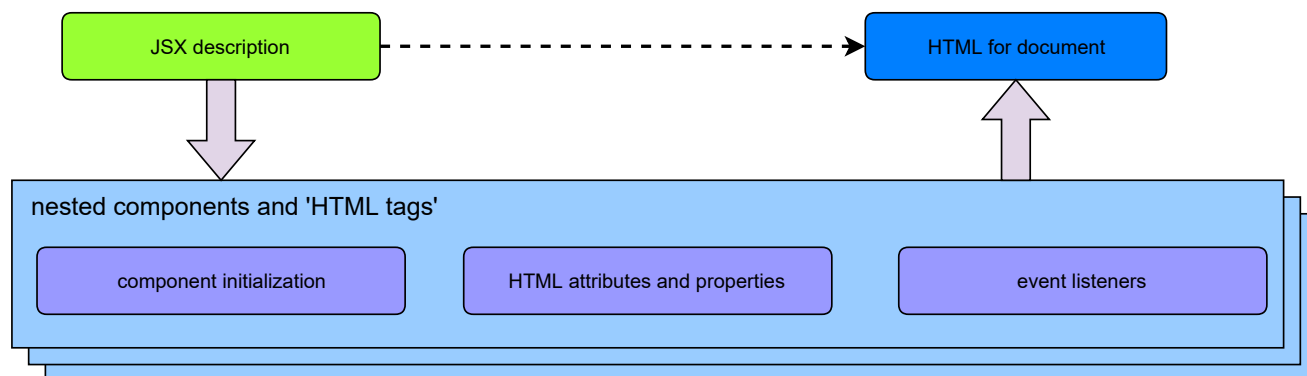 JSX description
HTML for document
nested components and 'HTML tags'
component initialization
HTML attributes and properties
event listeners